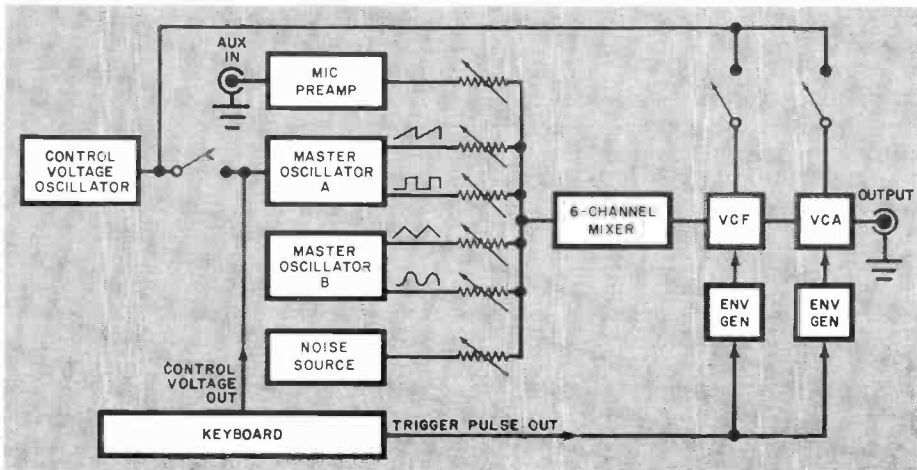 AUX
IN
MIC
PREAMP
CONTROL
VOLTAGE
OSCILLATOR
MASTER
OSCILLATOR
A
6-CHANNEL
MIXER
VCF
VCA
OUTPUT
MASTER
OSCILLATOR
B
ENV
GEN
ENV
GEN
NOISE
SOURCE
CONTROL
VOLTAGE
OUT
KEYBOARD
TRIGGER PULSE OUT